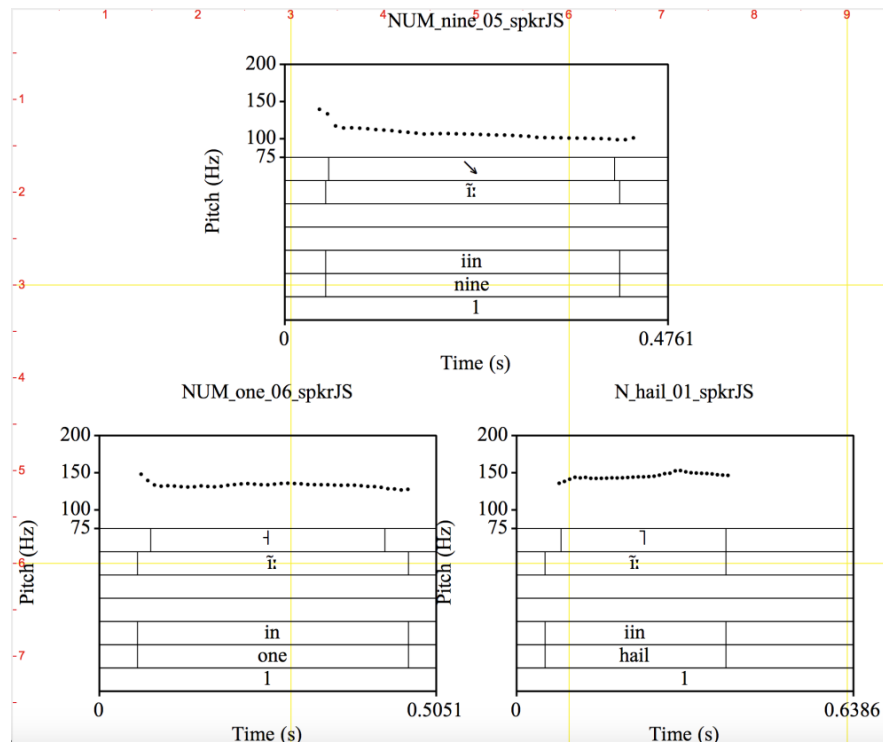 1 2 3 4 5 6 7 8 9
NUM_nine_05_spkrJS
200
150
100
75
Pitch (Hz)
↘
ĩː
iin
nine
1
0 0.4761
Time (s)
-1
-2
-3
-4
-5
-6
-7
NUM_one_06_spkrJS
200
150
100
75
Pitch (Hz)
˧
ĩː
in
one
1
0 0.5051
Time (s)
N_hail_01_spkrJS
200
150
100
75
Pitch (Hz)
˥
ĩː
iin
hail
1
0 0.6386
Time (s)